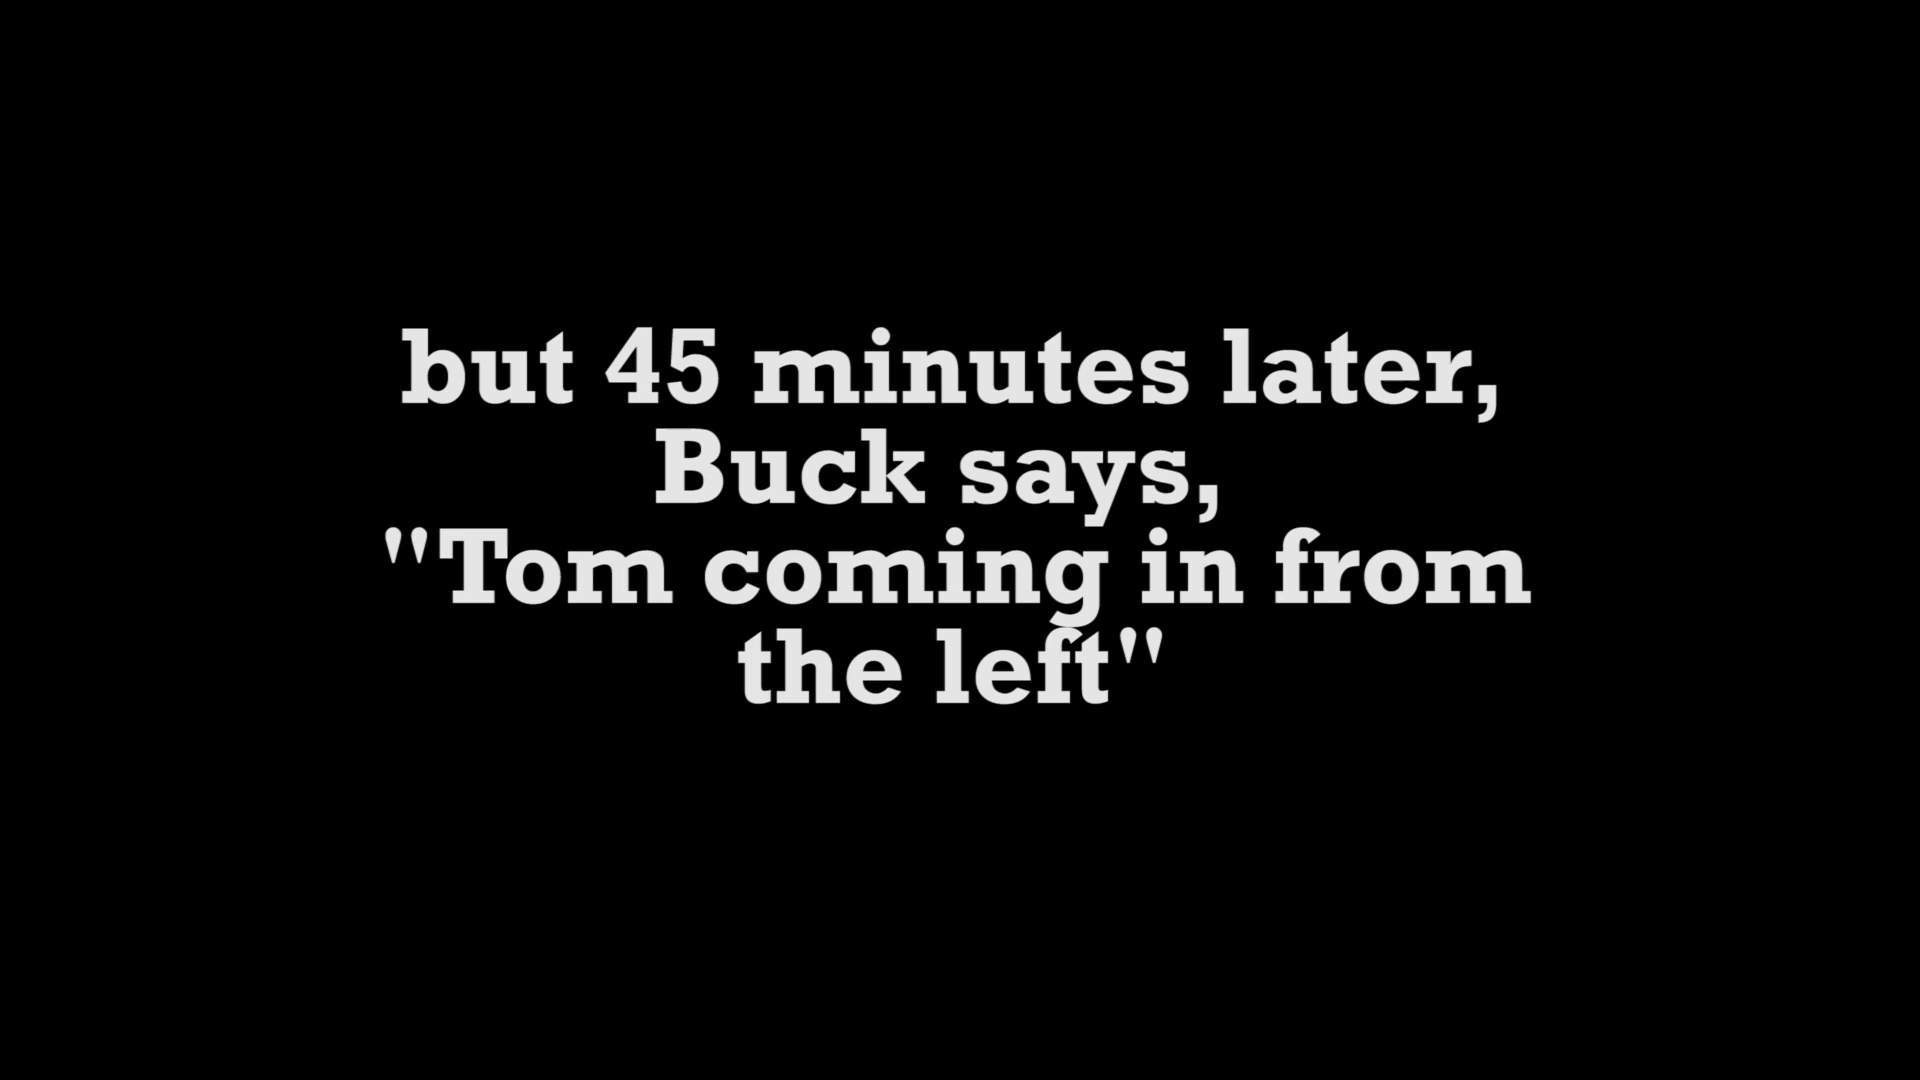 but 45 minutes later,
Buck says,
"Tom coming in from
the left"